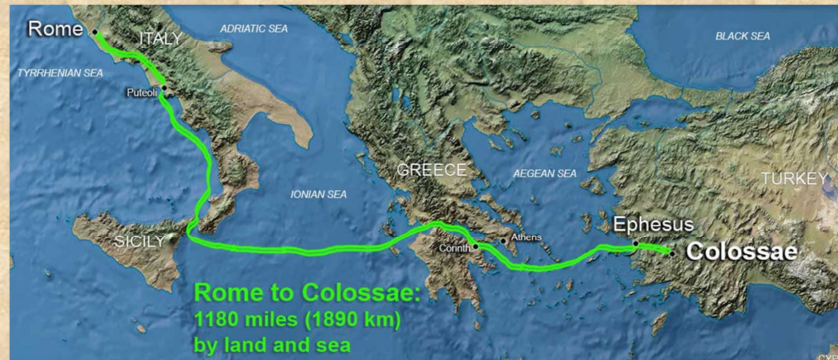 Rome
ITALY
ADRIATIC SEA
BLACK SEA
TYRRHENIAN SEA
Puteoli
GREECE
AEGEAN SEA
TURKEY
IONIAN SEA
SICILY
Corinth
Athens
Ephesus
Colossae
Rome to Colossae:
1180 miles (1890 km)
by land and sea